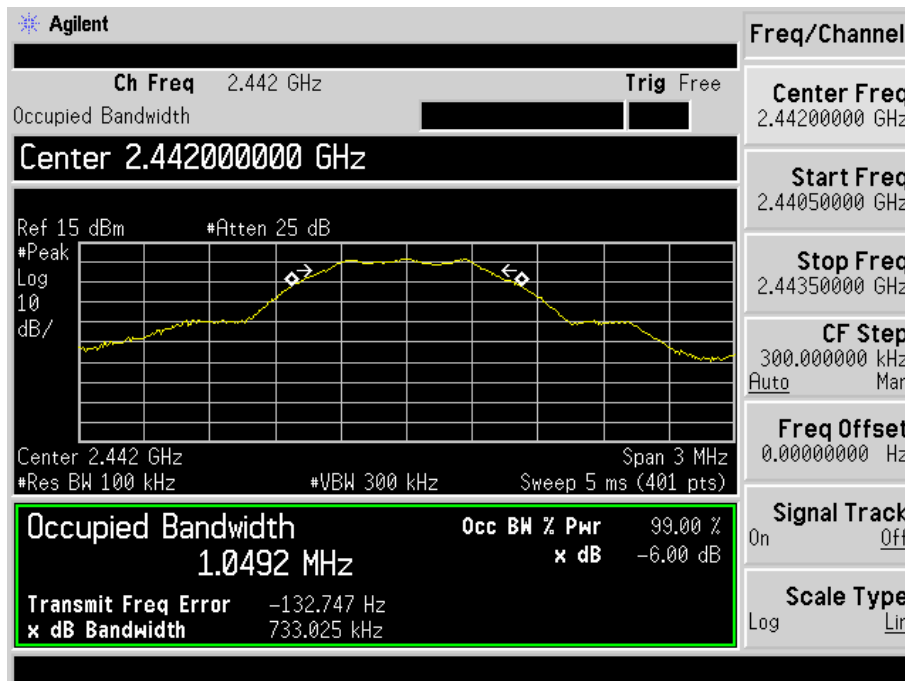 Agilent
Freq/Channel
Ch Freq 2.442 GHz Trig Free
Occupied Bandwidth
Center 2.442000000 GHz
Ref 15 dBm #Atten 25 dB
#Peak
Log
10
dB/
Center 2.442 GHz Span 3 MHz
#Res BW 100 kHz #VBW 300 kHz Sweep 5 ms (401 pts)
Occupied Bandwidth
1.0492 MHz
Occ BW % Pwr 99.00 %
x dB -6.00 dB
Transmit Freq Error -132.747 Hz
x dB Bandwidth 733.025 kHz
Center Freq
2.44200000 GHz
Start Freq
2.44050000 GHz
Stop Freq
2.44350000 GHz
CF Step
300.000000 kHz
Auto Man
Freq Offset
0.00000000 Hz
Signal Track
On Off
Scale Type
Log Lin